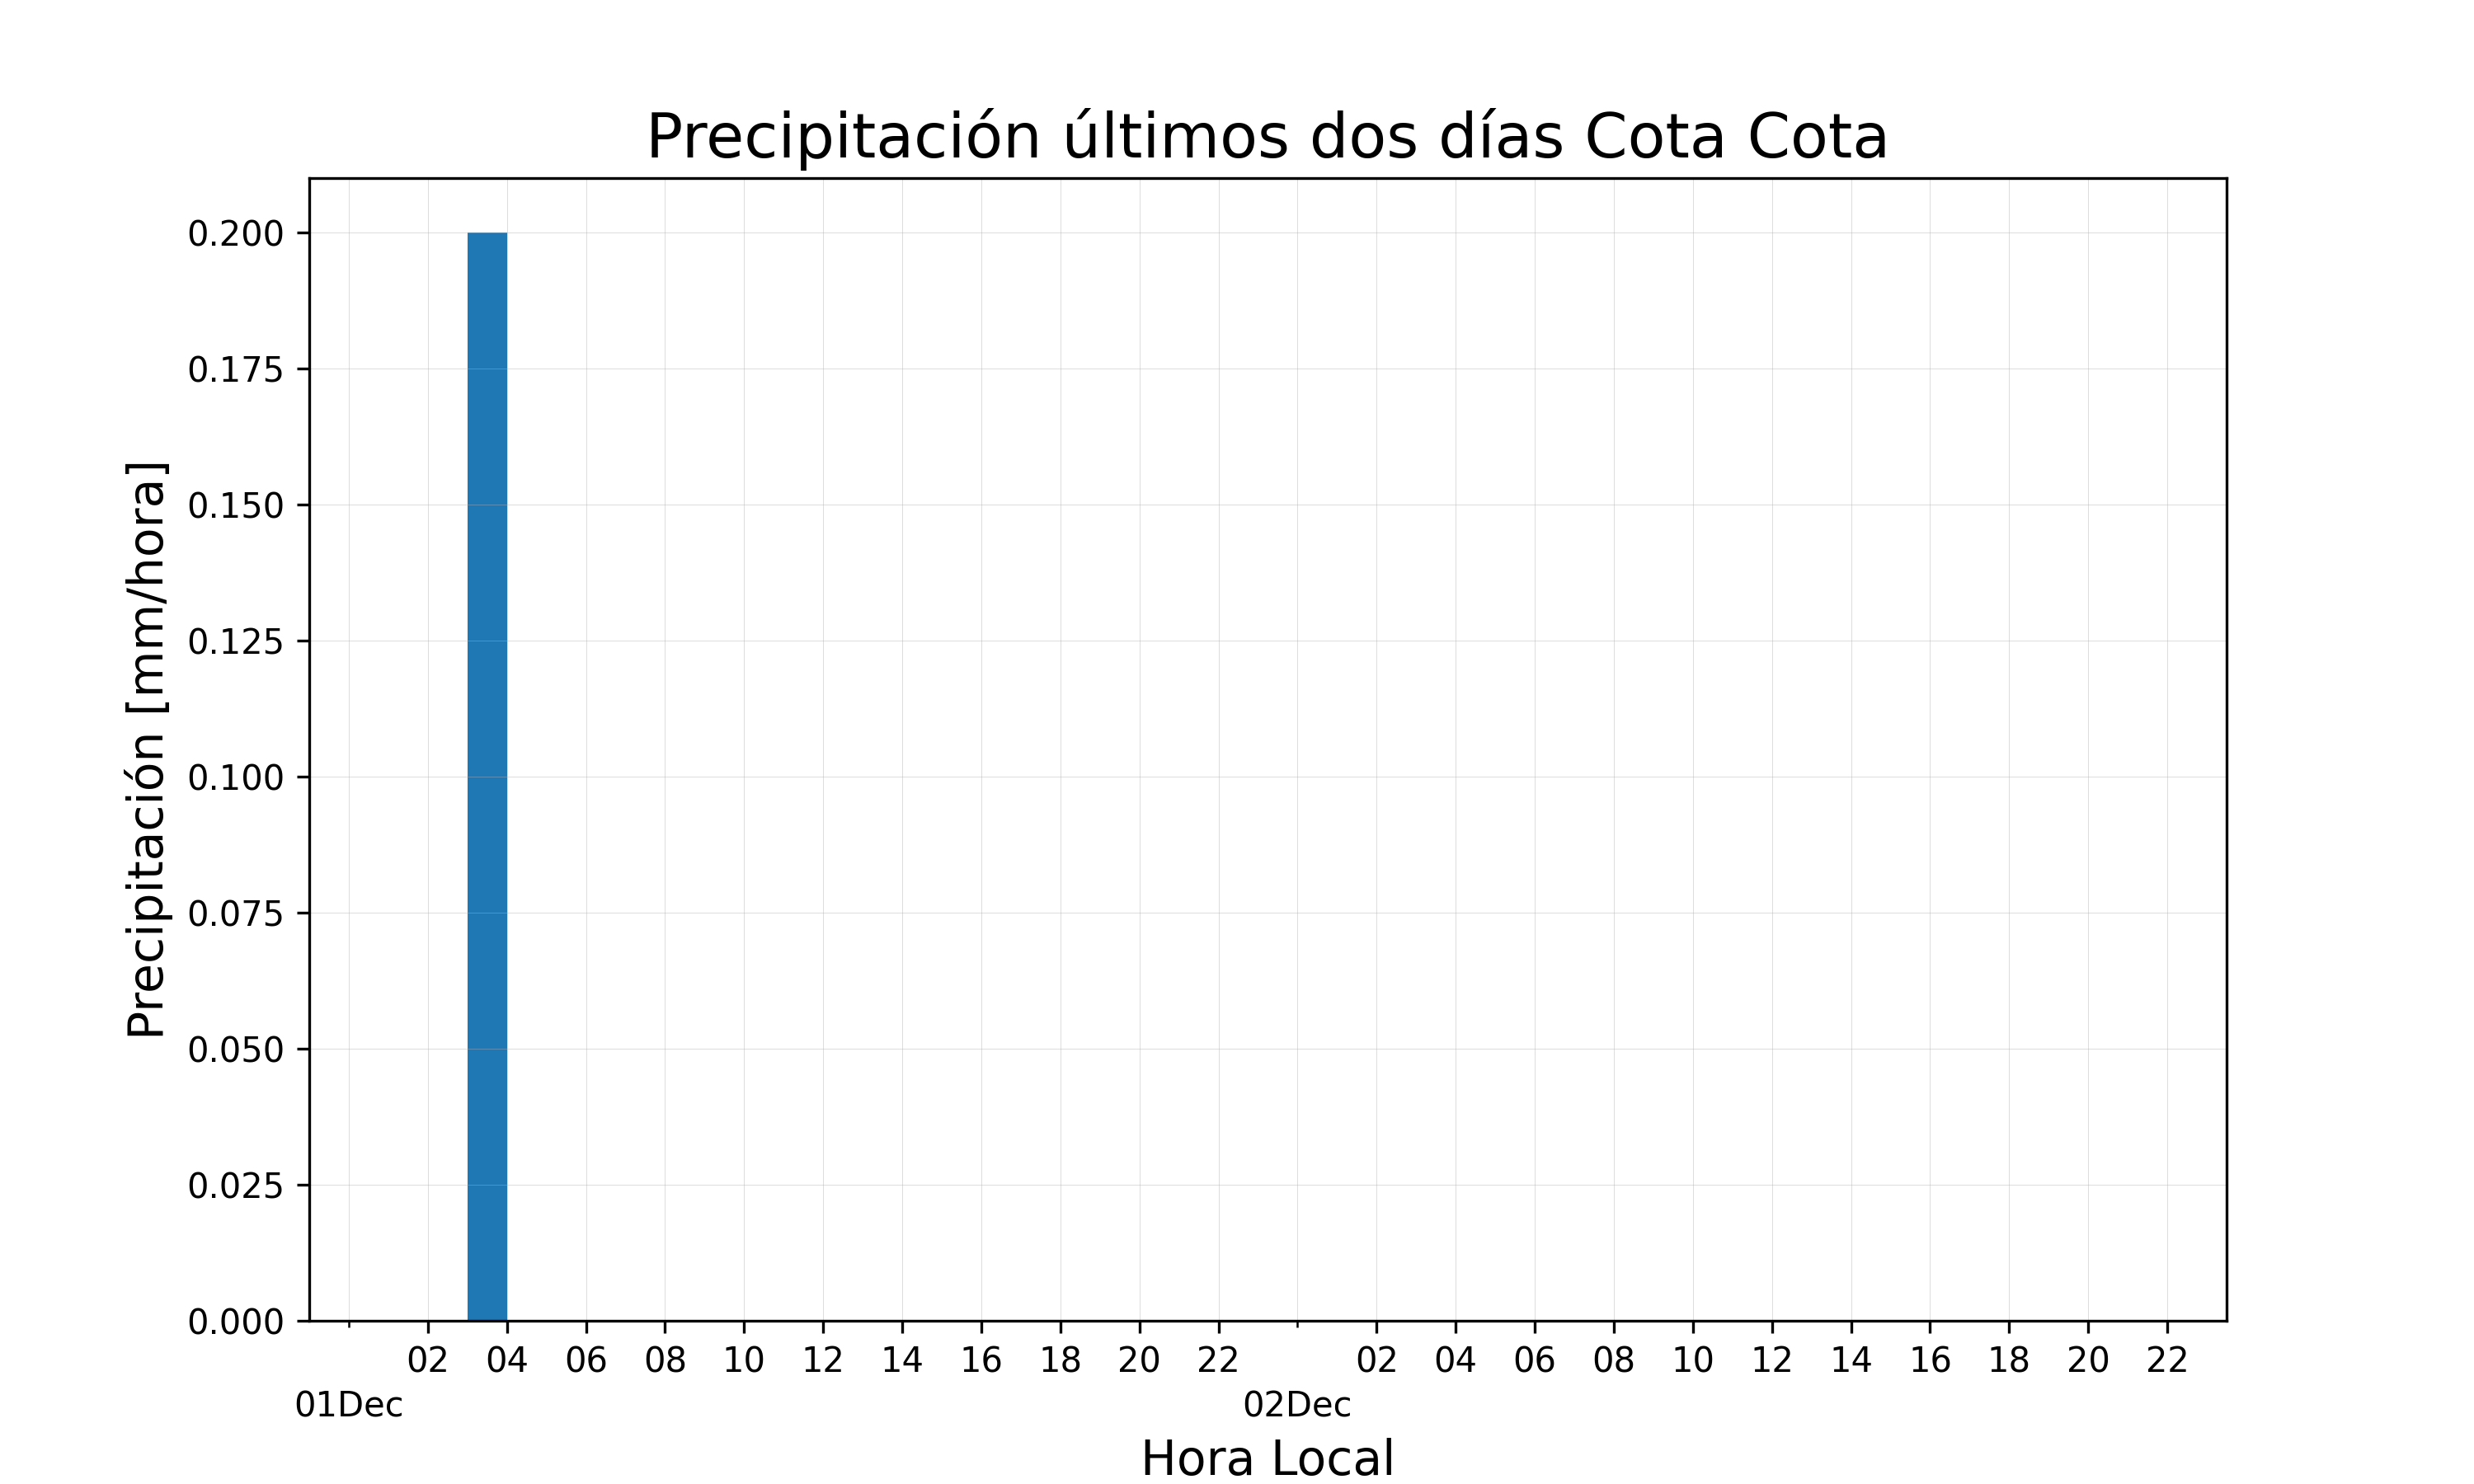 Precipitación últimos dos días Cota Cota
Precipitación [mm/hora]
0.200
0.175
0.150
0.125
0.100
0.075
0.050
0.025
0.000
02 04 06 08 10 12 14 16 18 20 22 02 04 06 08 10 12 14 16 18 20 22
01Dec 02Dec
Hora Local